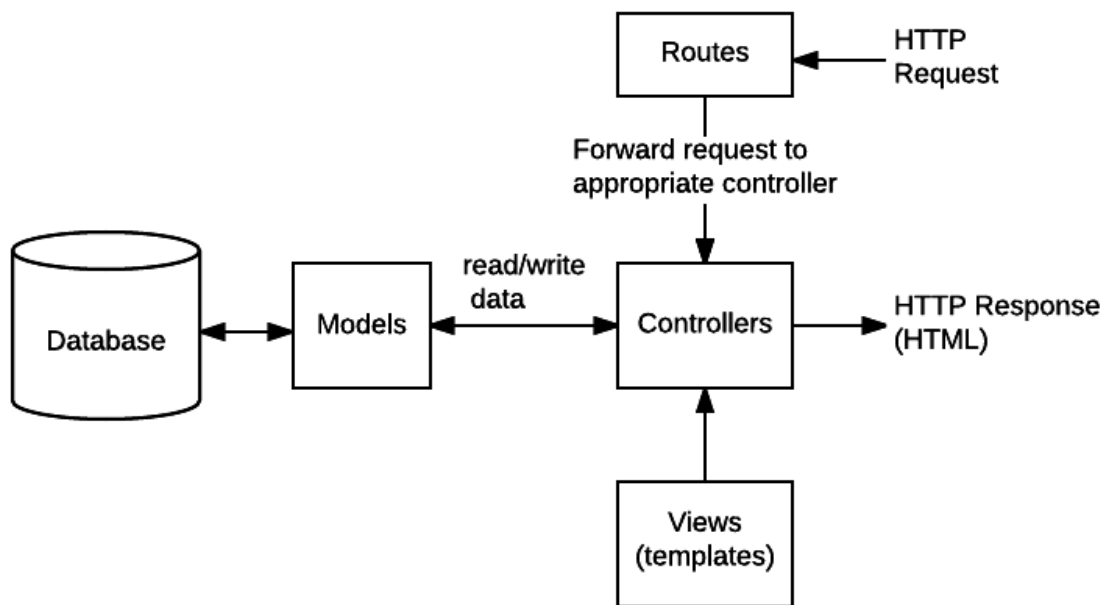 Routes
HTTP
Request
Forward request to
appropriate controller
read/write
data
Database
Models
Controllers
HTTP Response
(HTML)
Views
(templates)